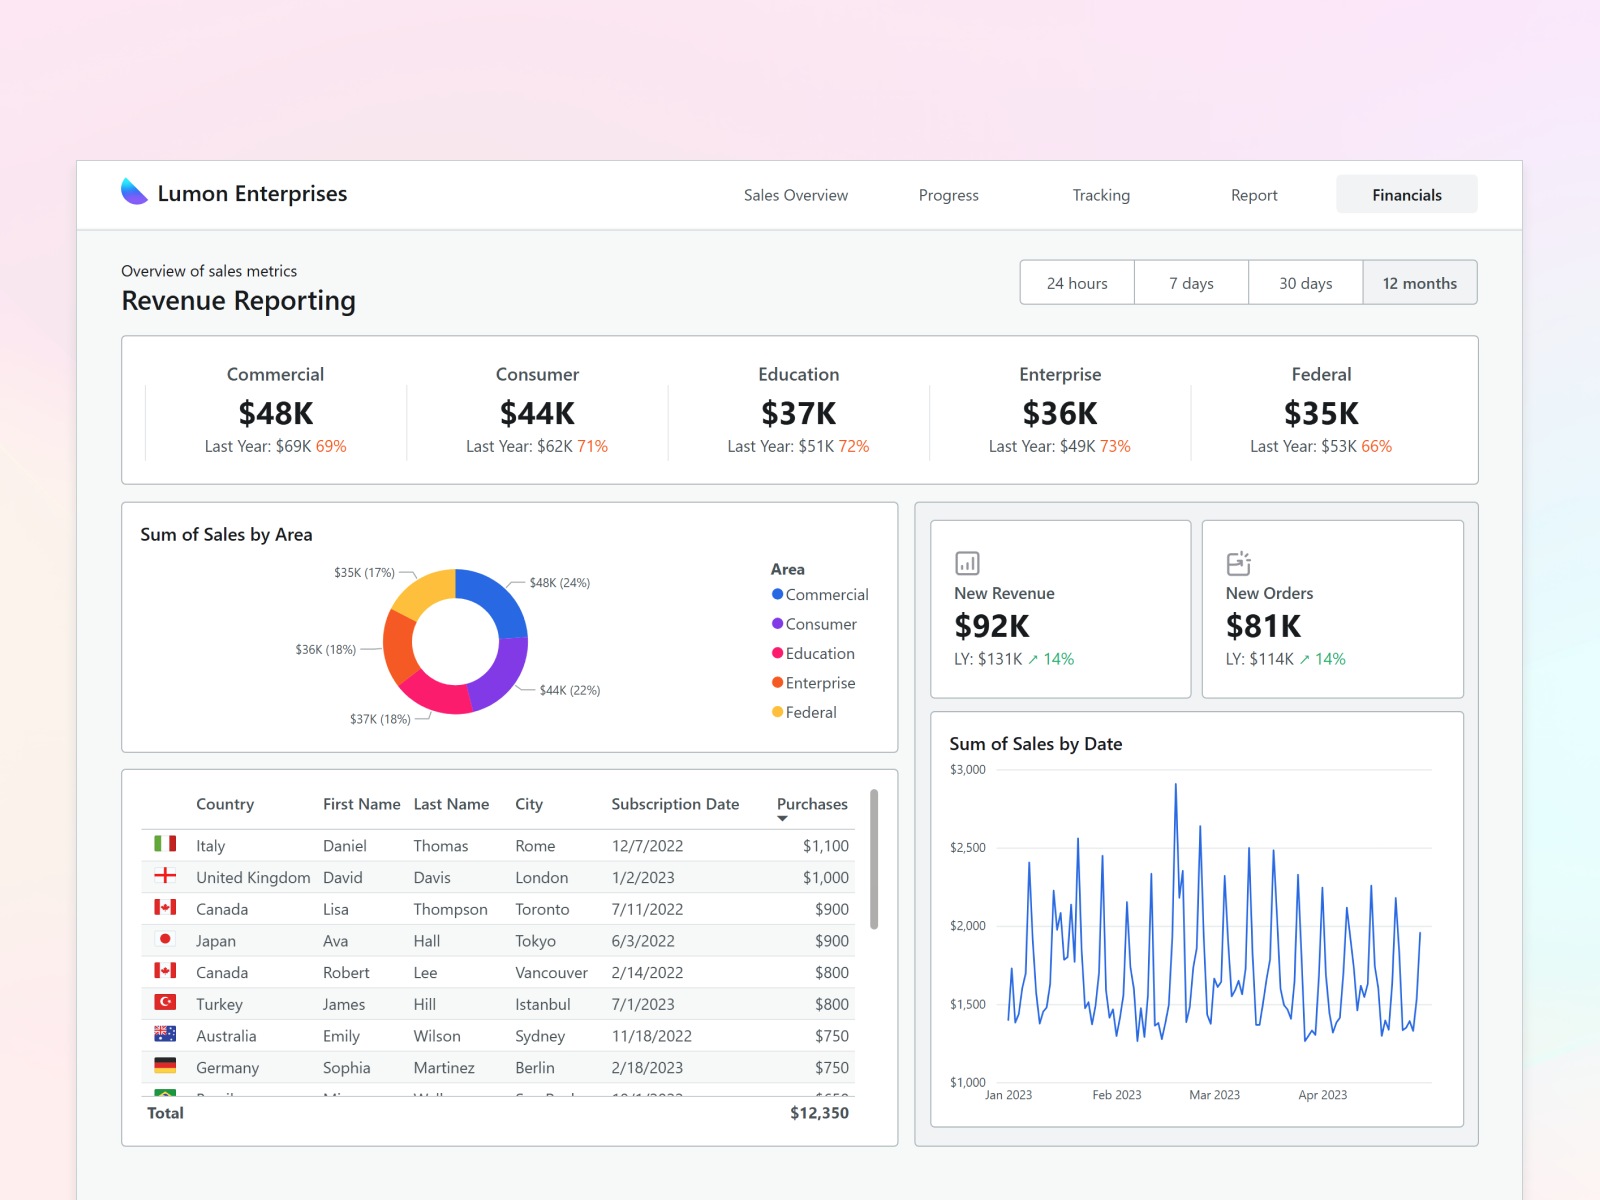 Lumon Enterprises
Sales Overview Progress Tracking Report Financials
Overview of sales metrics
Revenue Reporting
24 hours 7 days 30 days 12 months
Commercial Consumer Education Enterprise Federal
$48K $44K $37K $36K $35K
Last Year: $69K 69% Last Year: $62K 71% Last Year: $51K 72% Last Year: $49K 73% Last Year: $53K 66%
Sum of Sales by Area
$35K (17%)
$48K (24%)
$36K (18%)
$44K (22%)
$37K (18%)
Area
Commercial
Consumer
Education
Enterprise
Federal
New Revenue
$92K
LY: $131K ↗ 14%
New Orders
$81K
LY: $114K ↗ 14%
Country First Name Last Name City Subscription Date Purchases
Italy Daniel Thomas Rome 12/7/2022 $1,100
United Kingdom David Davis London 1/2/2023 $1,000
Canada Lisa Thompson Toronto 7/11/2022 $900
Japan Ava Hall Tokyo 6/3/2022 $900
Canada Robert Lee Vancouver 2/14/2022 $800
Turkey James Hill Istanbul 7/1/2023 $800
Australia Emily Wilson Sydney 11/18/2022 $750
Germany Sophia Martinez Berlin 2/18/2023 $750
Total $12,350
Sum of Sales by Date
$3,000
$2,500
$2,000
$1,500
$1,000
Jan 2023 Feb 2023 Mar 2023 Apr 2023